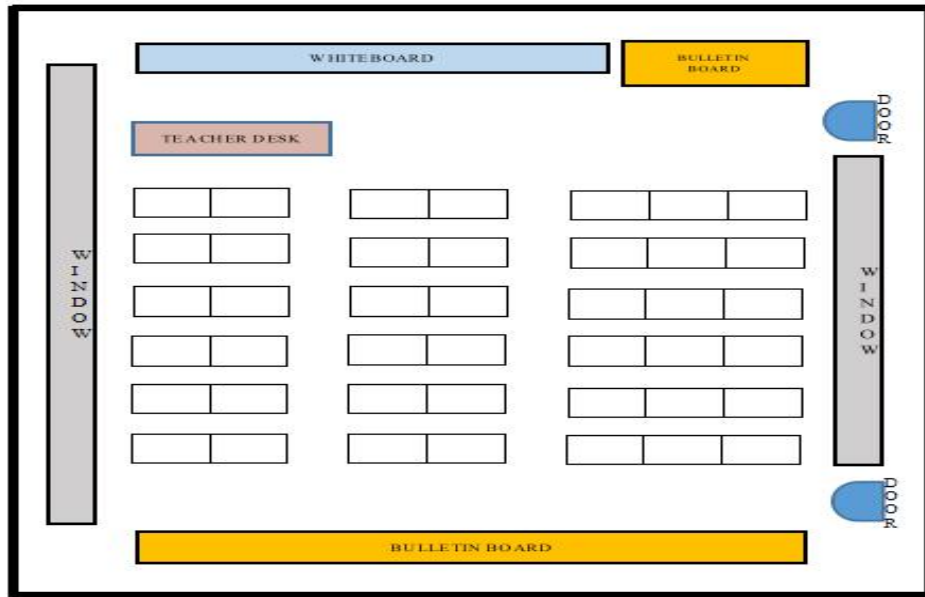 WHITEBOARD
BULLETIN
BOARD
DOOR
TEACHER DESK
WINDOW
WINDOW
DOOR
BULLETIN BOARD